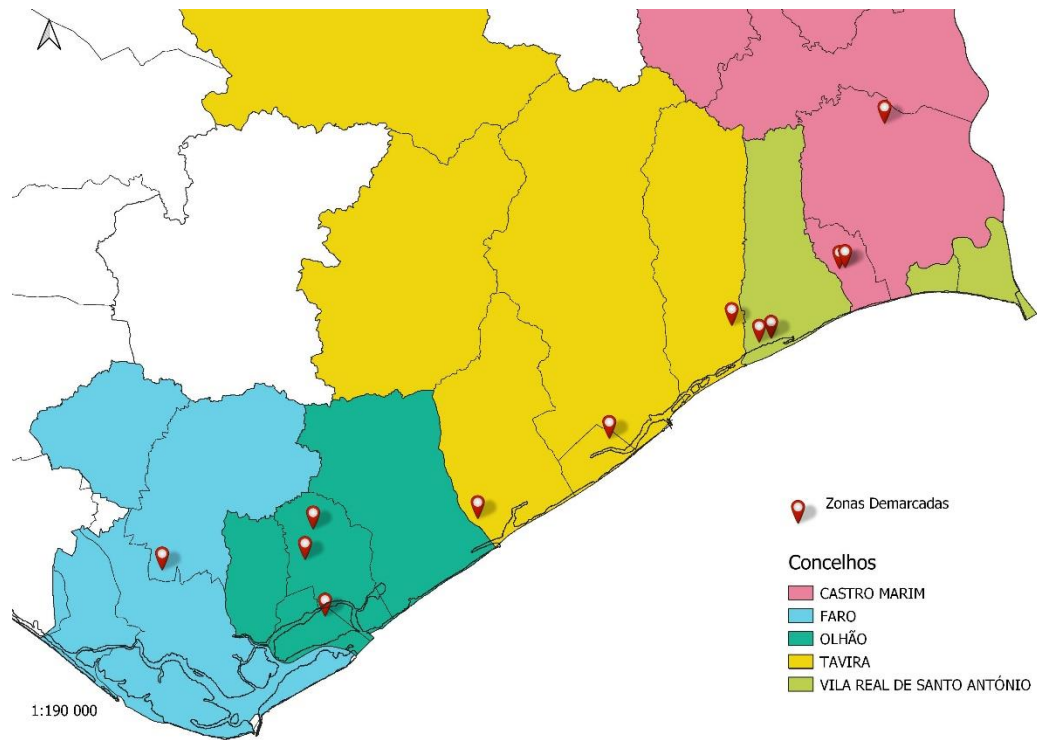 Zonas Demarcadas
Concelhos
CASTRO MARIM
FARO
OLHÃO
TAVIRA
VILA REAL DE SANTO ANTÓNIO
1:190 000